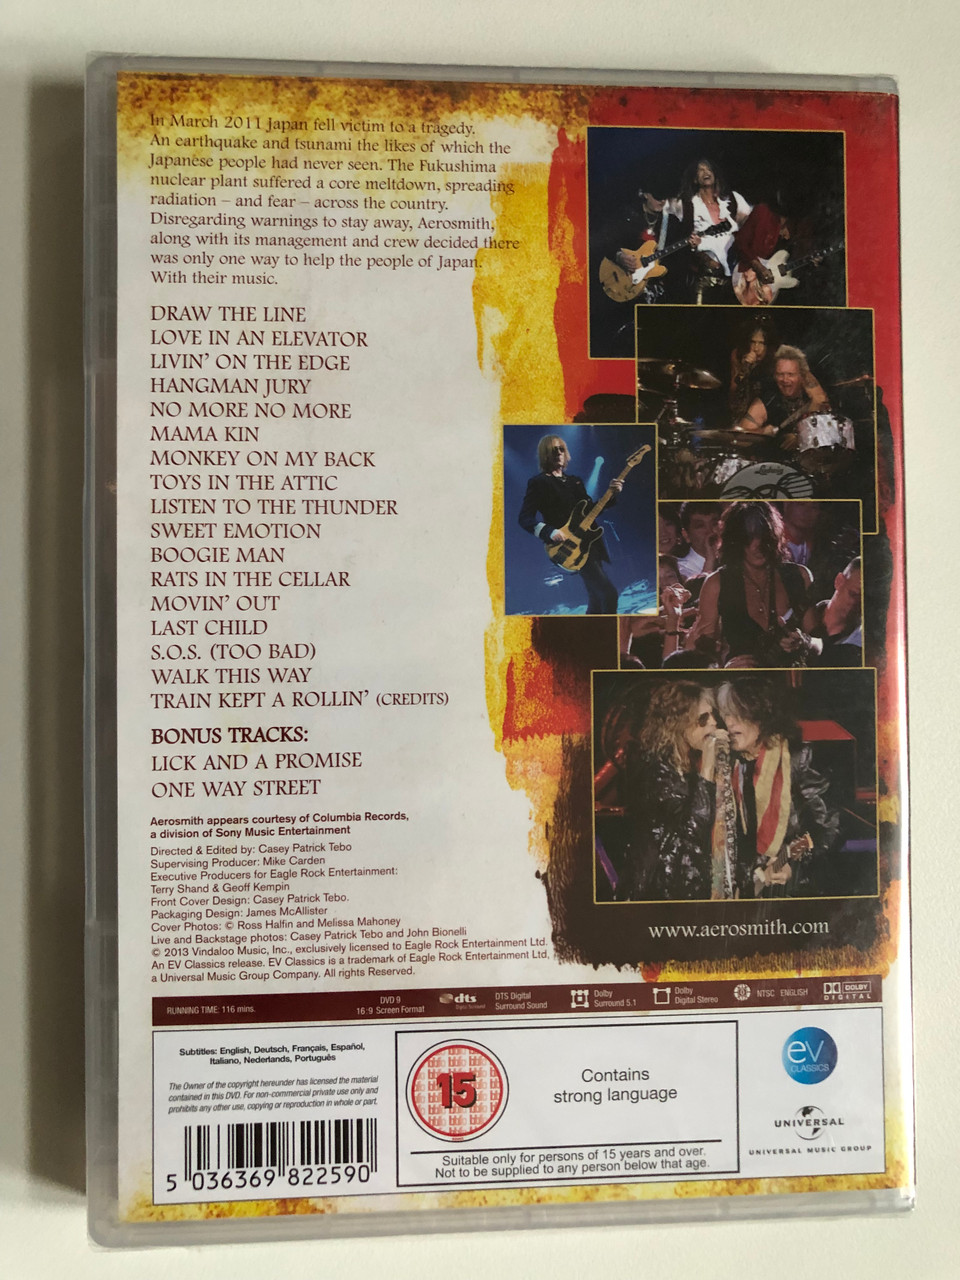 In March 2011 Japan fell victim to a tragedy.
An earthquake and tsunami the likes of which the
Japanese people had never seen. The Fukushima
nuclear plant suffered a core meltdown, spreading
radiation – and fear – across the country.
Disregarding warnings to stay away, Aerosmith,
along with its management and crew decided there
was only one way to help the people of Japan.
With their music.
DRAW THE LINE
LOVE IN AN ELEVATOR
LIVIN' ON THE EDGE
HANGMAN JURY
NO MORE NO MORE
MAMA KIN
MONKEY ON MY BACK
TOYS IN THE ATTIC
LISTEN TO THE THUNDER
SWEET EMOTION
BOOGIE MAN
RATS IN THE CELLAR
MOVIN' OUT
LAST CHILD
S.O.S. (TOO BAD)
WALK THIS WAY
TRAIN KEPT A ROLLIN' (CREDITS)
BONUS TRACKS:
LICK AND A PROMISE
ONE WAY STREET
Aerosmith appears courtesy of Columbia Records,
a division of Sony Music Entertainment
Directed & Edited by: Casey Patrick Tebo
Supervising Producer: Mike Carden
Executive Producers for Eagle Rock Entertainment:
Terry Shand & Geoff Kempin
Front Cover Design: Casey Patrick Tebo.
Packaging Design: James McAllister
Cover Photos: © Ross Halfin and Melissa Mahoney
Live and Backstage photos: Casey Patrick Tebo and John Bionelli
© 2013 Vindaloo Music, Inc., exclusively licensed to Eagle Rock Entertainment Ltd.
An EV Classics release. EV Classics is a trademark of Eagle Rock Entertainment Ltd,
a Universal Music Group Company. All rights Reserved.
Ludwig
www.aerosmith.com
RUNNING TIME: 116 mins.
DVD 9
16:9 Screen Format
dts
Digital Surround
DTS Digital
Surround Sound
Dolby
Surround 5.1
Dolby
Digital Stereo
NTSC ENGLISH
DOLBY
DIGITAL
Subtitles: English, Deutsch, Français, Español,
Italiano, Nederlands, Português
The Owner of the copyright hereunder has licensed the material
contained in this DVD. For non-commercial private use only and
prohibits any other use, copying or reproduction in whole or part.
5 036369 822590
15
Contains
strong language
Suitable only for persons of 15 years and over.
Not to be supplied to any person below that age.
ev
CLASSICS
UNIVERSAL
UNIVERSAL MUSIC GROUP